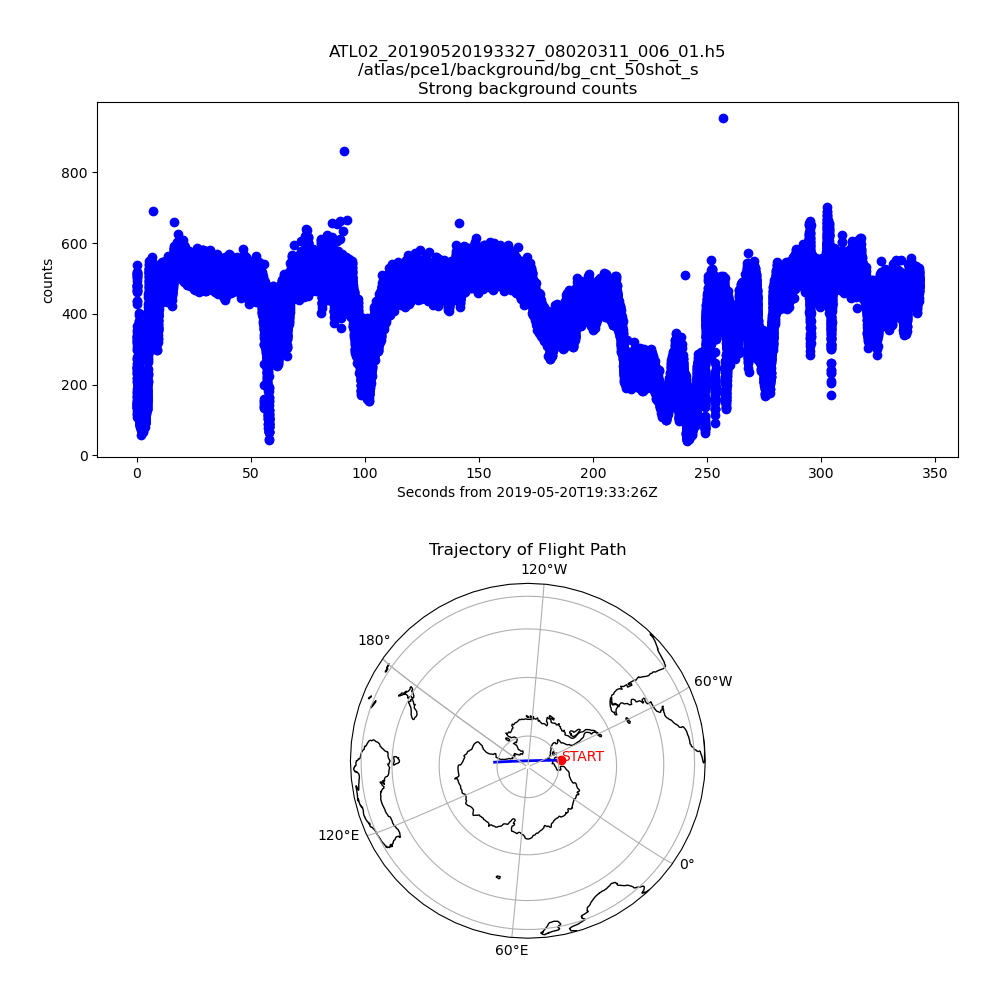 ATL02_20190520193327_08020311_006_01.h5
/atlas/pce1/background/bg_cnt_50shot_s
Strong background counts
800
600
400
200
0
counts
0 50 100 150 200 250 300 350
Seconds from 2019-05-20T19:33:26Z
Trajectory of Flight Path
120°W
180°
60°W
START
120°E
0°
60°E